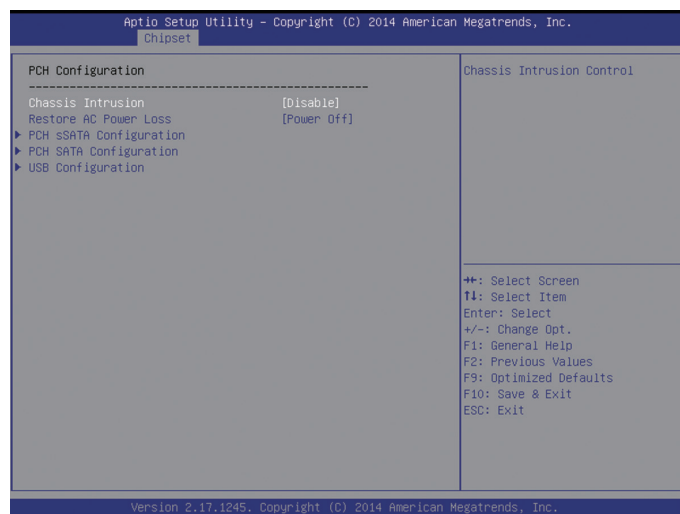 Aptio Setup Utility – Copyright (C) 2014 American Megatrends, Inc.
Chipset
PCH Configuration
Chassis Intrusion [Disable]
Restore AC Power Loss [Power Off]
PCH sSATA Configuration
PCH SATA Configuration
USB Configuration
Chassis Intrusion Control
→←: Select Screen
↑↓: Select Item
Enter: Select
+/-: Change Opt.
F1: General Help
F2: Previous Values
F9: Optimized Defaults
F10: Save & Exit
ESC: Exit
Version 2.17.1245. Copyright (C) 2014 American Megatrends, Inc.